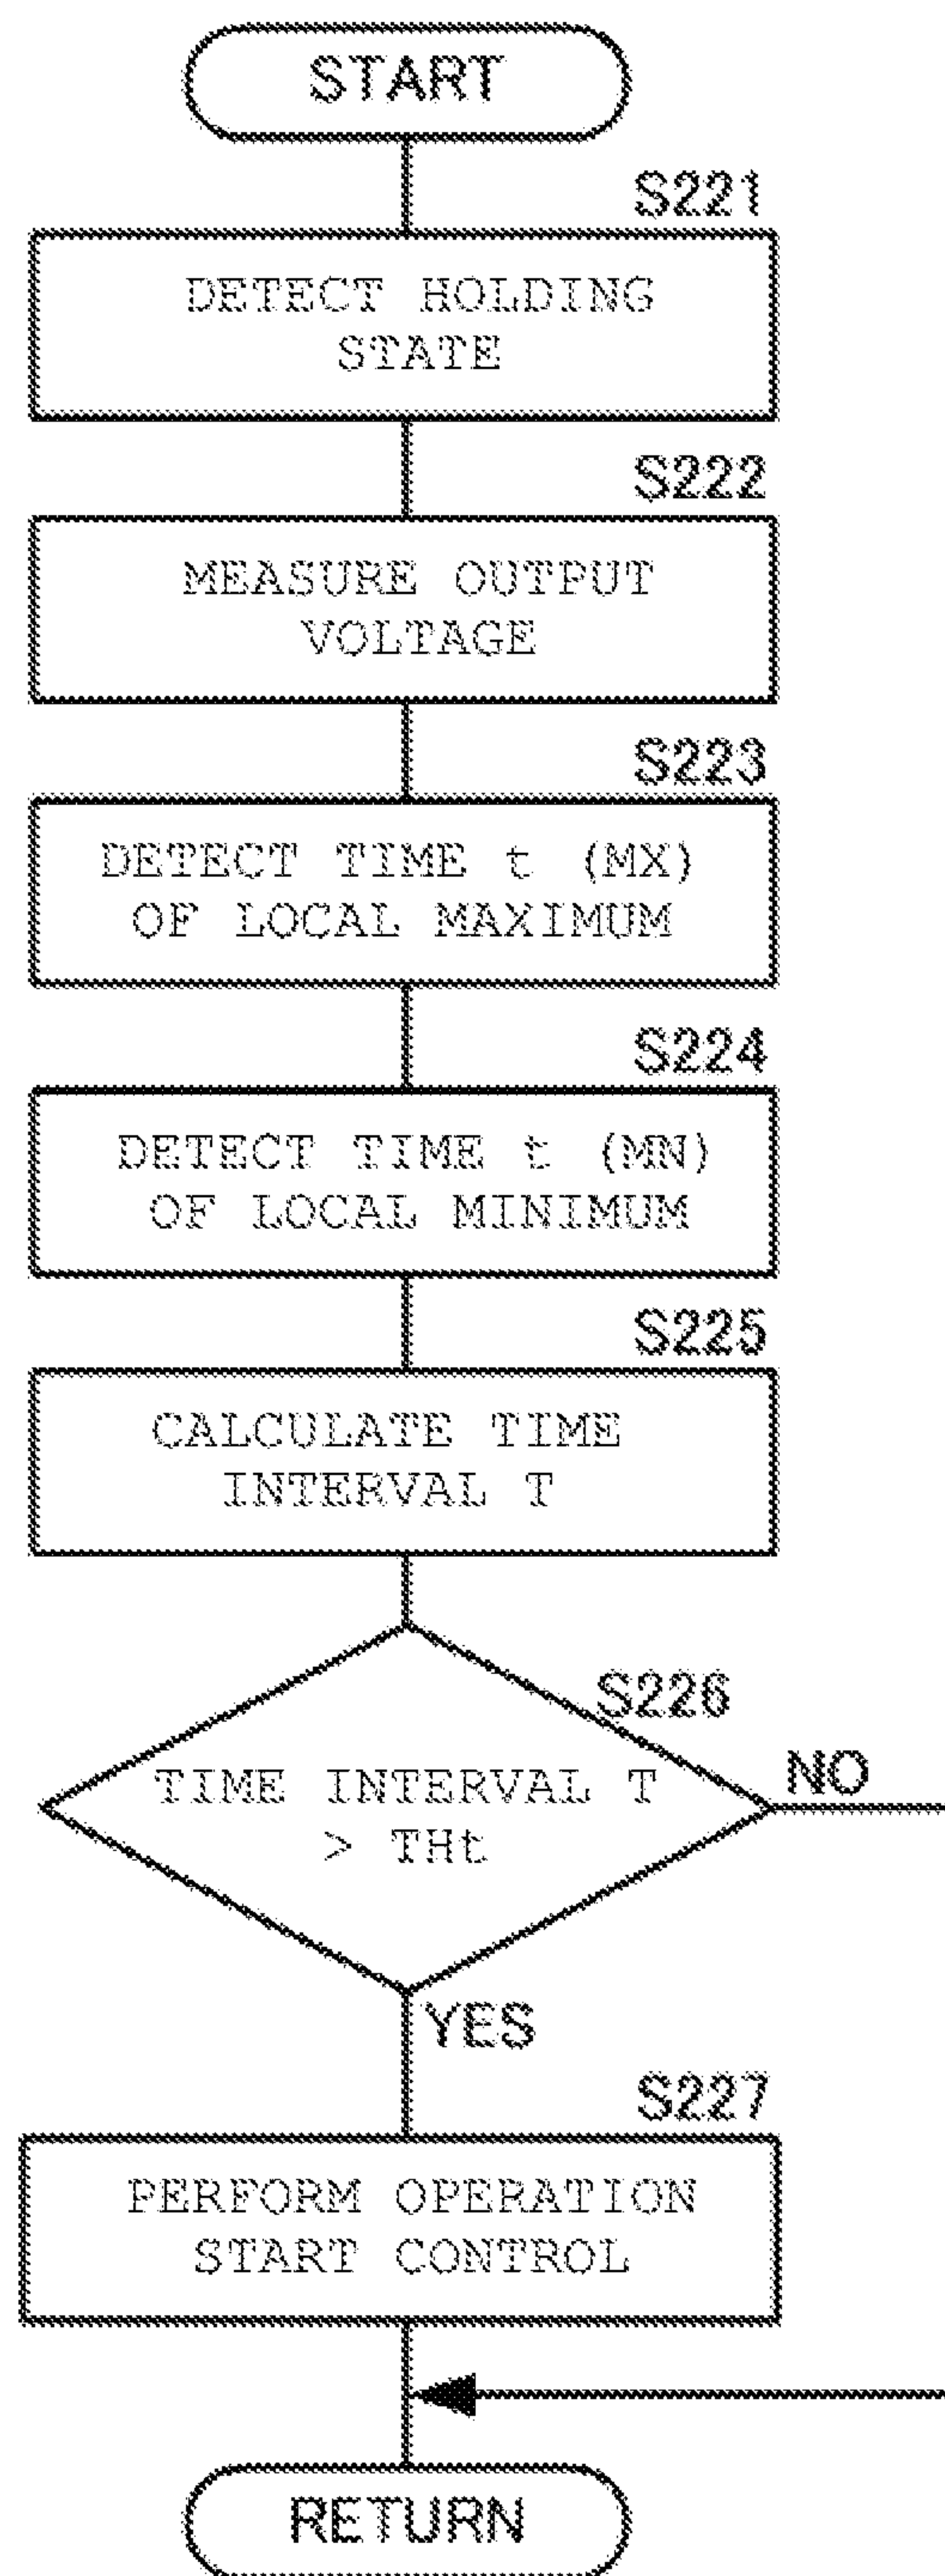 START
S221
DETECT HOLDING
STATE
S222
MEASURE OUTPUT
VOLTAGE
S223
DETECT TIME t (MX)
OF LOCAL MAXIMUM
S224
DETECT TIME t (MN)
OF LOCAL MINIMUM
S225
CALCULATE TIME
INTERVAL T
S226
TIME INTERVAL T
> THt
NO
YES
S227
PERFORM OPERATION
START CONTROL
RETURN